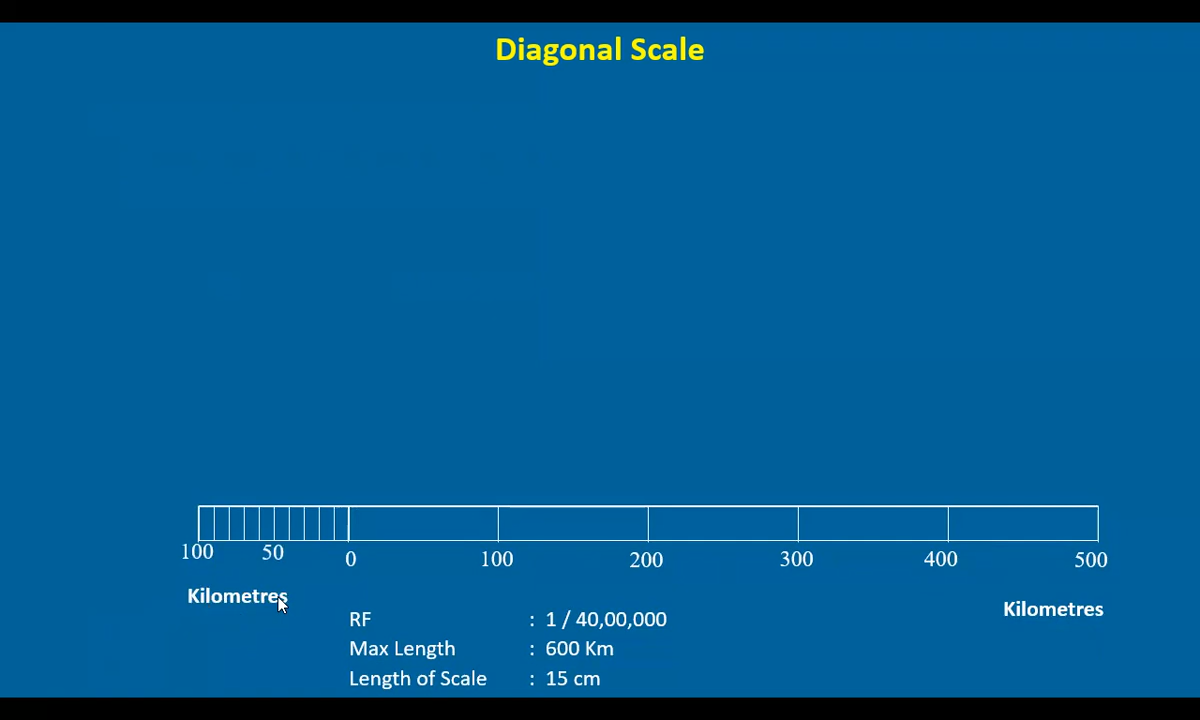 Diagonal Scale
100 50 0 100 200 300 400 500
Kilometres
Kilometres
RF : 1 / 40,00,000
Max Length : 600 Km
Length of Scale : 15 cm